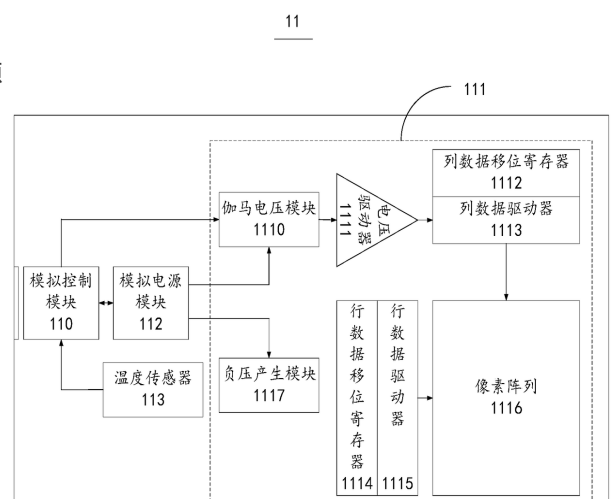 11
111
列数据移位寄存器
1112
列数据驱动器
1113
伽马电压模块
1110
电压
驱动器
1111
模拟控制
模块
110
模拟电源
模块
112
温度传感器
113
负压产生模块
1117
行数据移位寄存器
1114
行数据驱动器
1115
像素阵列
1116